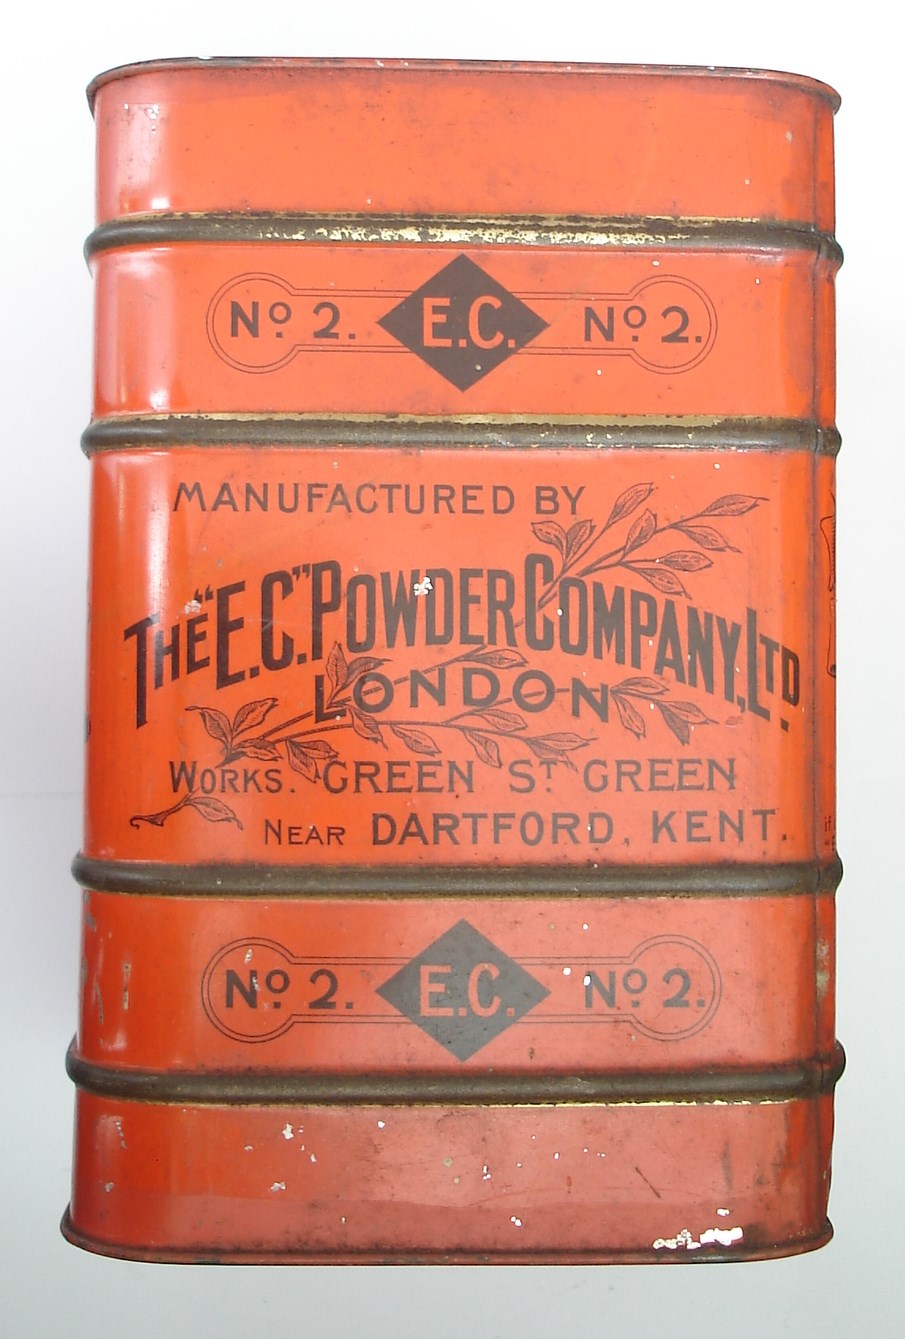 No 2. E.C. No 2.
MANUFACTURED BY
THE "E.C." POWDER COMPANY, LTD.
LONDON
WORKS. GREEN ST GREEN
NEAR DARTFORD, KENT.
No 2. E.C. No 2.